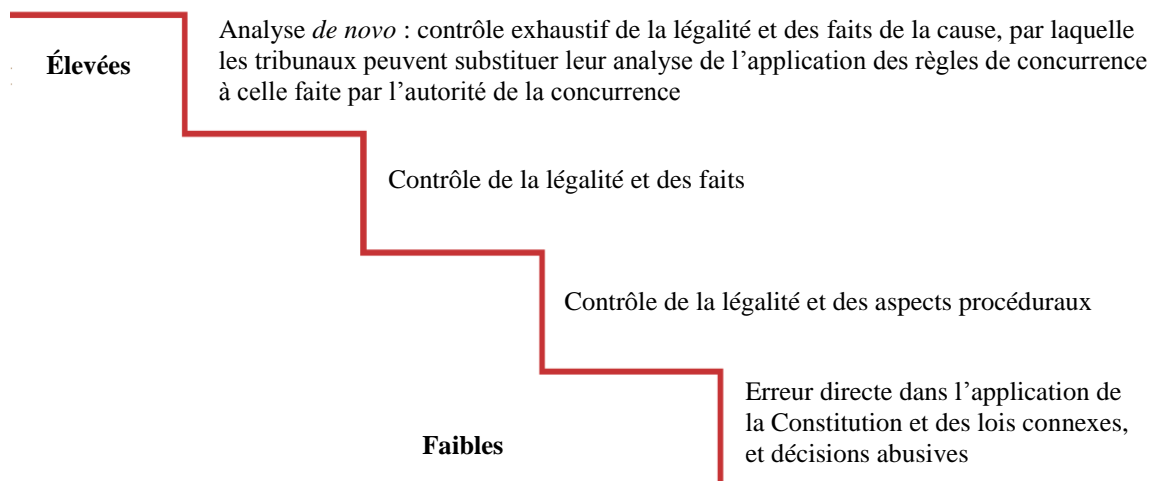 Élevées
Analyse de novo : contrôle exhaustif de la légalité et des faits de la cause, par laquelle
les tribunaux peuvent substituer leur analyse de l’application des règles de concurrence
à celle faite par l’autorité de la concurrence
Contrôle de la légalité et des faits
Contrôle de la légalité et des aspects procéduraux
Erreur directe dans l’application de
la Constitution et des lois connexes,
et décisions abusives
Faibles